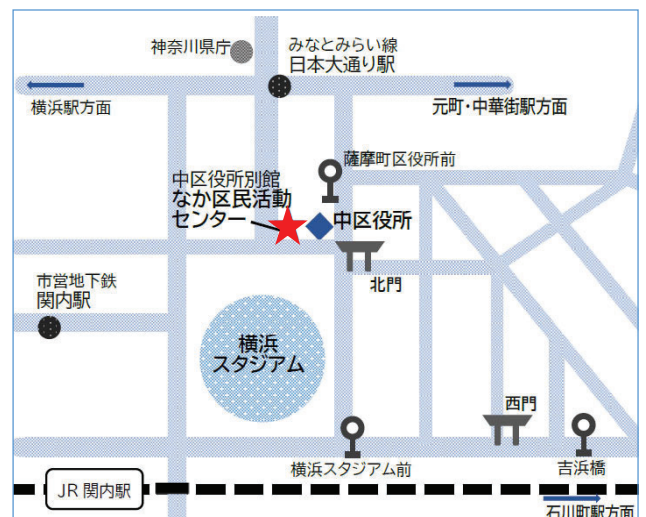 神奈川県庁
みなとみらい線
日本大通り駅
横浜駅方面
元町・中華街駅方面
薩摩町区役所前
中区役所別館
なか区民活動
センター
中区役所
北門
市営地下鉄
関内駅
横浜
スタジアム
西門
横浜スタジアム前
吉浜橋
JR 関内駅
石川町駅方面